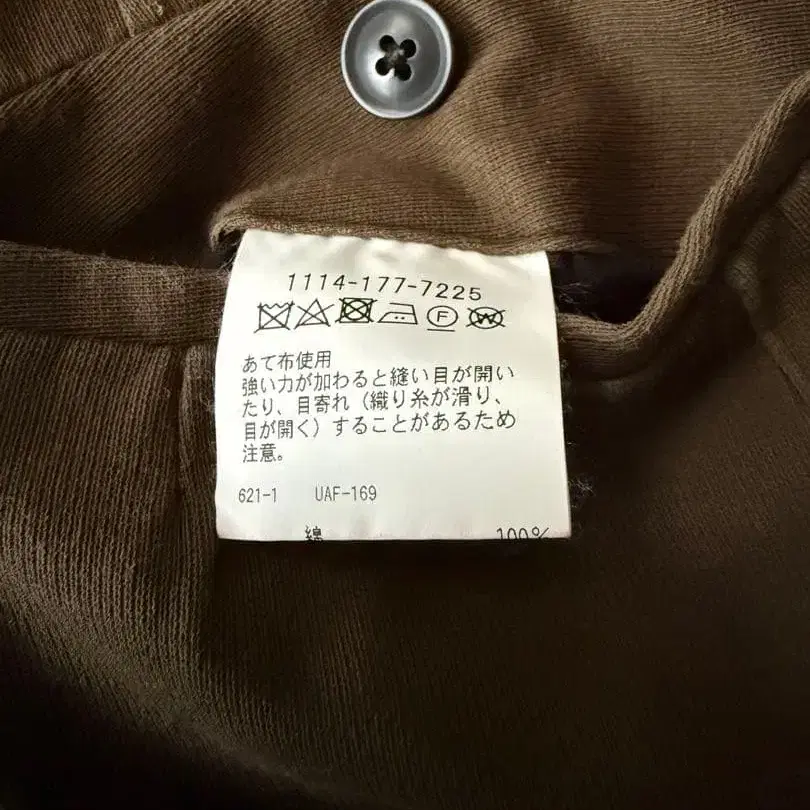 1114-177-7225
F W
あて布使用
強い力が加わると縫い目が開い
たり、目寄れ（織り糸が滑り、
目が開く）することがあるため
注意。
621-1 UAF-169
綿 100%